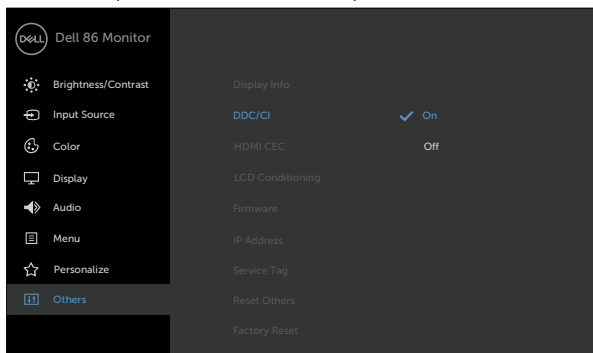 DELL Dell 86 Monitor
Brightness/Contrast Display Info
Input Source DDC/CI On
Color HDMI CEC Off
Display LCD Conditioning
Audio Firmware
Menu IP Address
Personalize Service Tag
Others Reset Others
Factory Reset